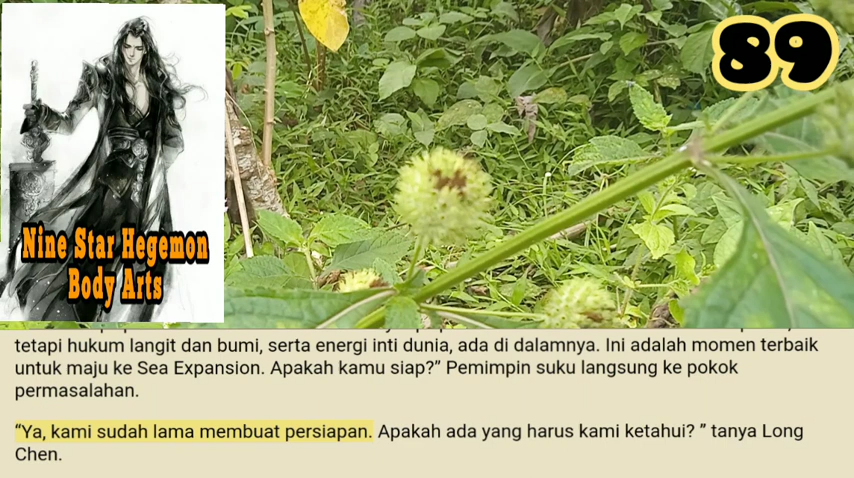 89
Nine Star Hegemon
Body Arts
tetapi hukum langit dan bumi, serta energi inti dunia, ada di dalamnya. Ini adalah momen terbaik
untuk maju ke Sea Expansion. Apakah kamu siap?” Pemimpin suku langsung ke pokok
permasalahan.
“Ya, kami sudah lama membuat persiapan. Apakah ada yang harus kami ketahui? ” tanya Long
Chen.